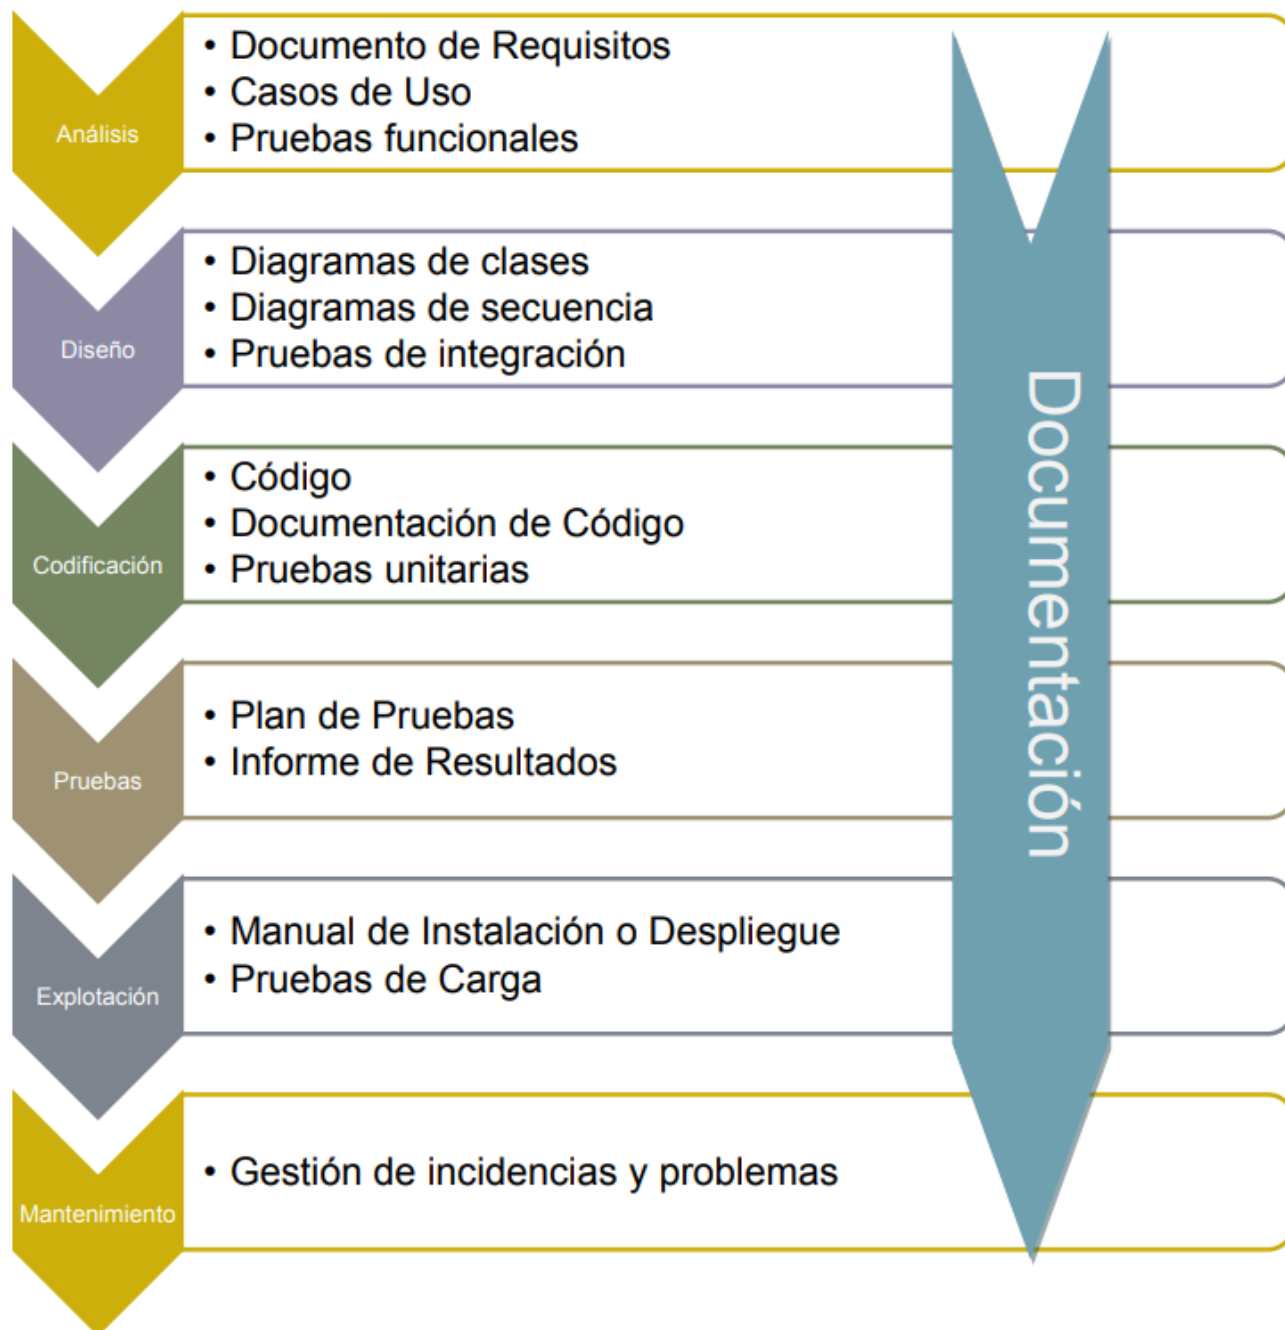 Análisis
• Documento de Requisitos
• Casos de Uso
• Pruebas funcionales
Diseño
• Diagramas de clases
• Diagramas de secuencia
• Pruebas de integración
Codificación
• Código
• Documentación de Código
• Pruebas unitarias
Pruebas
• Plan de Pruebas
• Informe de Resultados
Explotación
• Manual de Instalación o Despliegue
• Pruebas de Carga
Mantenimiento
• Gestión de incidencias y problemas
Documentación